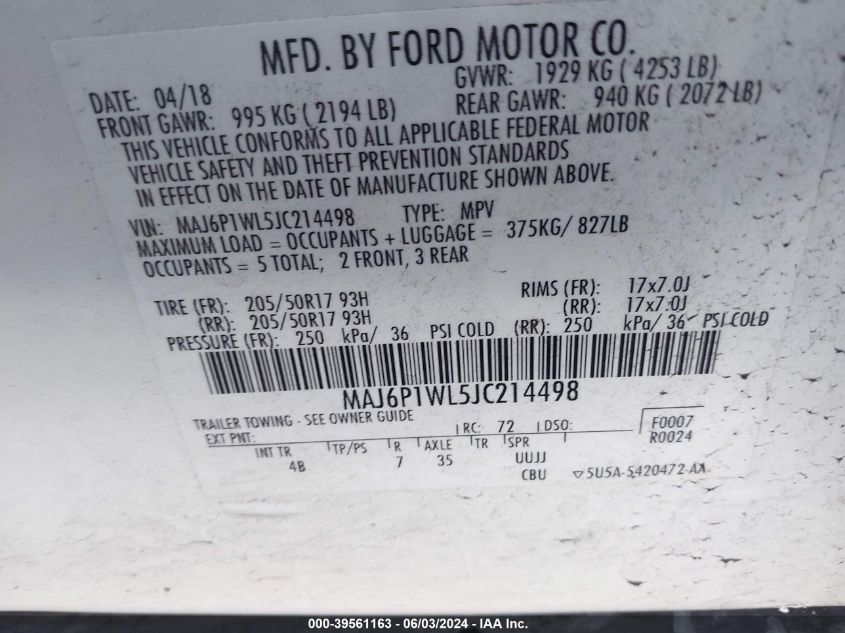 MFD. BY FORD MOTOR CO.
DATE: 04/18 GVWR: 1929 KG ( 4253 LB)
FRONT GAWR: 995 KG ( 2194 LB) REAR GAWR: 940 KG ( 2072 LB)
THIS VEHICLE CONFORMS TO ALL APPLICABLE FEDERAL MOTOR
VEHICLE SAFETY AND THEFT PREVENTION STANDARDS
IN EFFECT ON THE DATE OF MANUFACTURE SHOWN ABOVE.
VIN: MAJ6P1WL5JC214498 TYPE: MPV
MAXIMUM LOAD = OCCUPANTS + LUGGAGE = 375KG/ 827LB
OCCUPANTS = 5 TOTAL; 2 FRONT, 3 REAR
TIRE (FR): 205/50R17 93H RIMS (FR): 17x7.0J
(RR): 205/50R17 93H (RR): 17x7.0J
PRESSURE (FR): 250 kPa/ 36 PSI COLD (RR): 250 kPa/ 36 PSI COLD
MAJ6P1WL5JC214498
TRAILER TOWING - SEE OWNER GUIDE
EXT PNT: RC: 72 DSO: F0007
R0024
INT TR TP/PS R AXLE TR SPR
4B 7 35 UUJJ
CBU 5U5A-5420472-AA
000-39561163 - 06/03/2024 - IAA Inc.